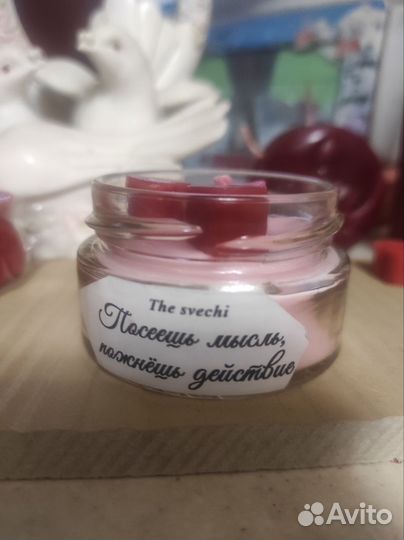 The svechi
Посеешь мысль,
пожнёшь действие
Avito